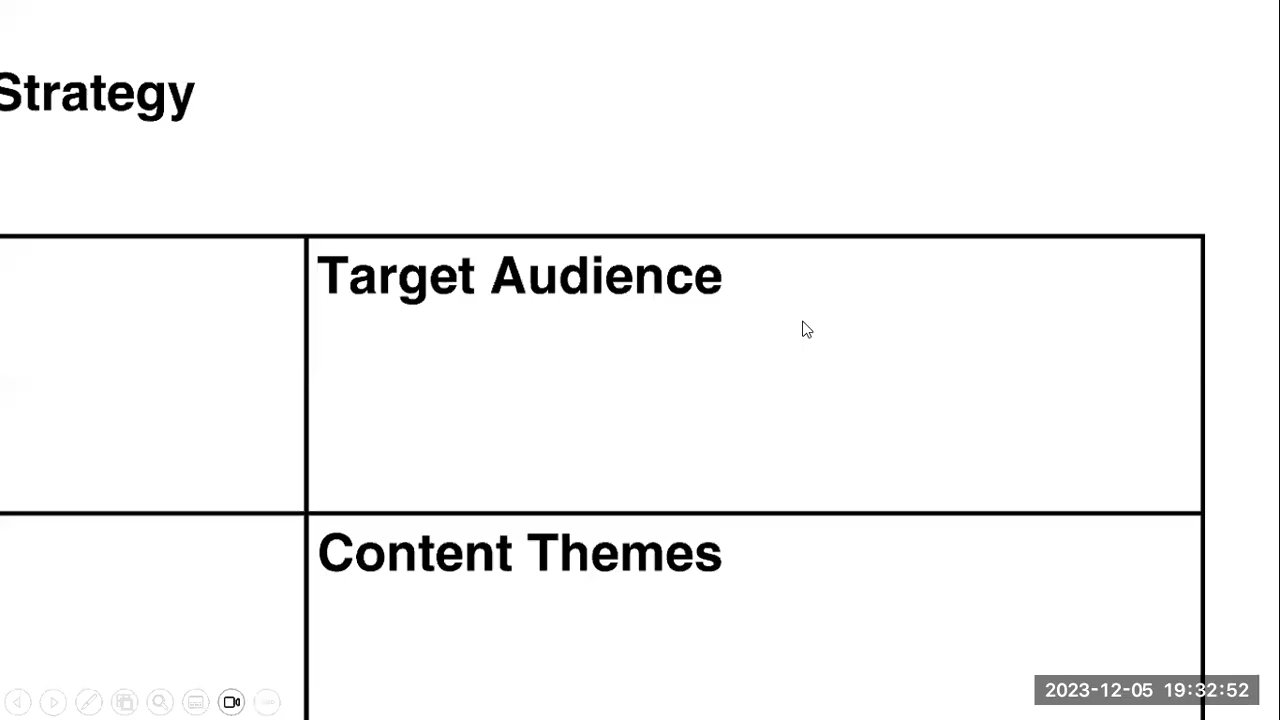 Strategy
Target Audience
Content Themes
2023-12-05 19:32:52